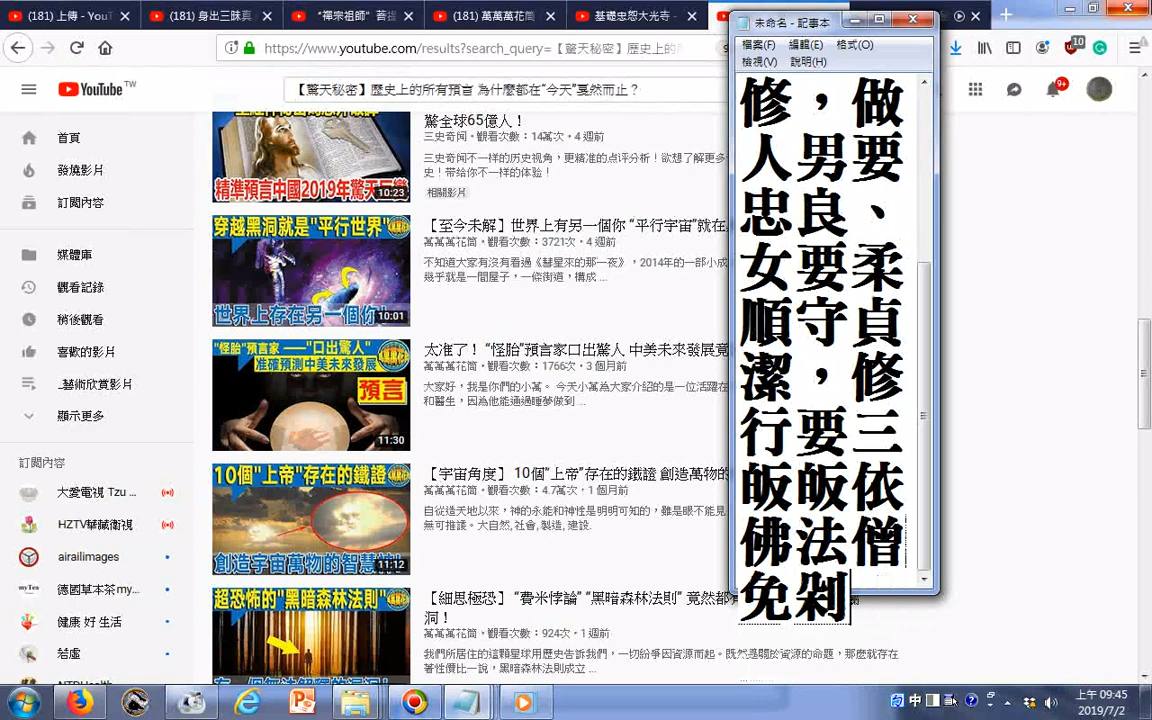 (181) 上傳 - YouT
(181) 身出三昧真
“禪宗祖師” 菩提
(181) 萬萬萬花筒
基礎忠恕大光寺 -
https://www.youtube.com/results?search_query=【驚天秘密】歷史上的
10
YouTube TW
【驚天秘密】歷史上的所有預言 為什麼都在“今天”戛然而止？
9+
首頁
發燒影片
訂閱內容
媒體庫
觀看記錄
稍後觀看
喜歡的影片
_藝術欣賞影片
顯示更多
訂閱內容
大愛電視 Tzu ...
HZTV華藏衛視
airailimages
德國草本茶my...
健康 好 生活
若虛
精準預言中國2019年驚天巨變
10:23
驚全球65億人！
三史奇闻・觀看次數：14萬次・4 週前
三史奇闻不一样的历史视角，更精准的点评分析！欲想了解更多
史！带给你不一样的体验！
相關影片
穿越黑洞就是"平行世界"
世界上存在另一個你
10:01
【至今未解】世界上有另一個你 “平行宇宙”就在
萬萬萬花筒・觀看次數：3721次・4 週前
不知道大家有沒有看過《彗星來的那一夜》，2014年的一部小成
幾乎就是一間屋子，一條街道，構成 ...
"怪胎"預言家——"口出驚人"
准確預測中美未來發展
預言
11:30
太准了！ “怪胎”預言家口出驚人 中美未來發展竟
萬萬萬花筒・觀看次數：1766次・3 個月前
大家好，我是你們的小萬。 今天小萬為大家介紹的是一位活躍在
和醫生，因為他能通過睡夢做到 ...
10個"上帝"存在的鐵證
創造宇宙萬物的智慧
11:12
【宇宙角度】 10個“上帝”存在的鐵證 創造萬物的
萬萬萬花筒・觀看次數：4.7萬次・1 個月前
自從造天地以來，神的永能和神性是明明可知的，雖是眼不能見
無可推諉。大自然,社會,製造, 建設.
超恐怖的"黑暗森林法則"
【細思極恐】 “費米悖論” “黑暗森林法則” 竟然都
洞！
萬萬萬花筒・觀看次數：924次・1 週前
我們所居住的這顆星球用歷史告訴我們，一切紛爭因資源而起。既然是關於資源的命題，那麼就存在
著性價比一說，黑暗森林法則成立 ...
未命名 - 記事本
檔案(F) 編輯(E) 格式(O)
檢視(V) 說明(H)
修，做
人男要
忠良、
女要柔
順守貞
潔，修
行要三
皈皈依
佛法僧
免剁
中
上午 09:45
2019/7/2